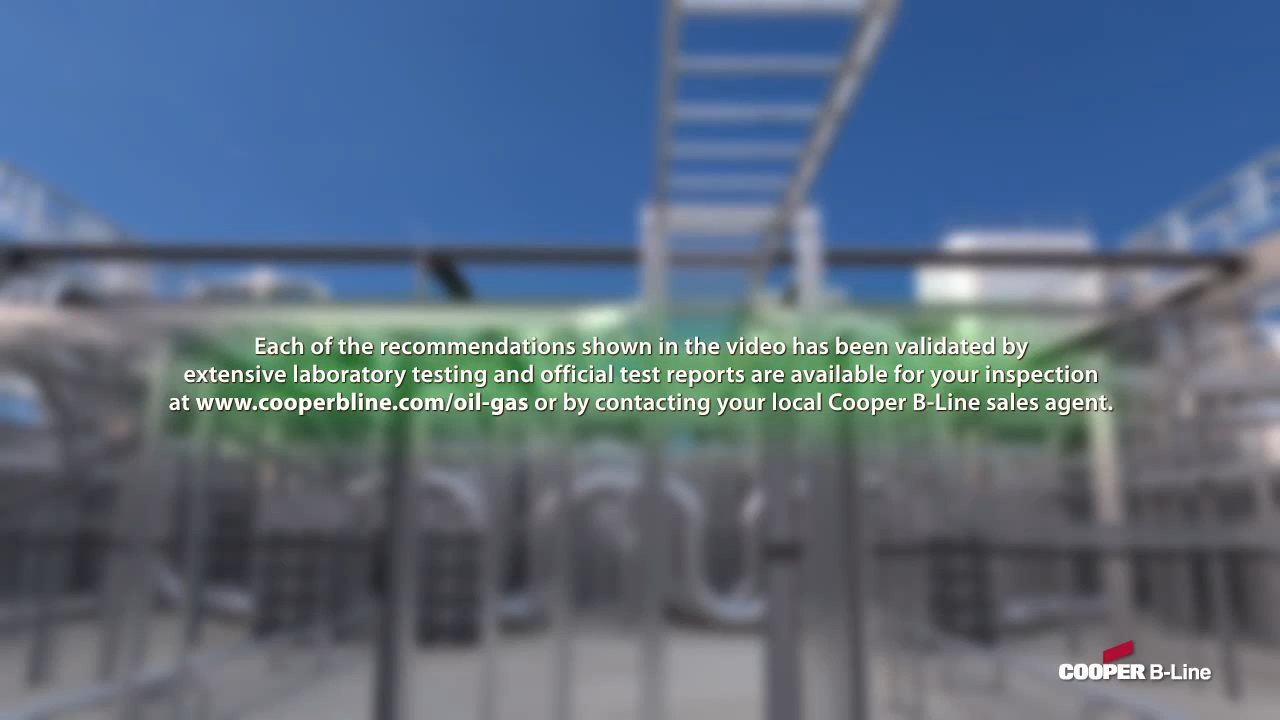 Each of the recommendations shown in the video has been validated by
extensive laboratory testing and official test reports are available for your inspection
at www.cooperbline.com/oil-gas or by contacting your local Cooper B-Line sales agent.
COOPER B-Line